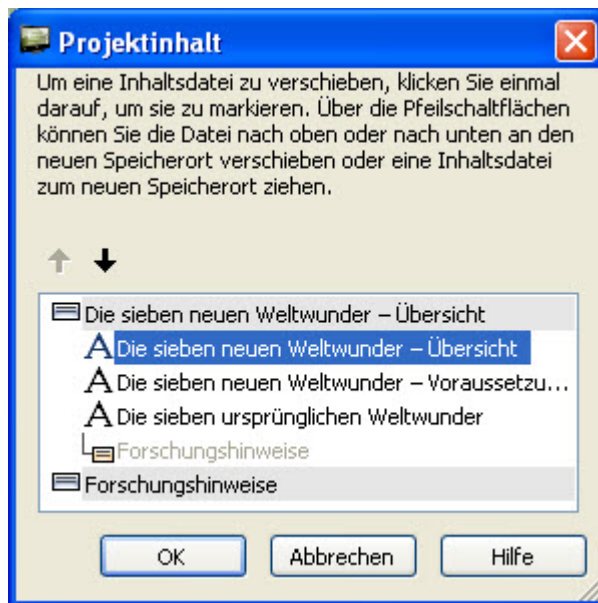 Projektinhalt
Um eine Inhaltsdatei zu verschieben, klicken Sie einmal
darauf, um sie zu markieren. Über die Pfeilschaltflächen
können Sie die Datei nach oben oder nach unten an den
neuen Speicherort verschieben oder eine Inhaltsdatei
zum neuen Speicherort ziehen.
Die sieben neuen Weltwunder – Übersicht
A Die sieben neuen Weltwunder – Übersicht
A Die sieben neuen Weltwunder – Voraussetzu...
A Die sieben ursprünglichen Weltwunder
Forschungshinweise
Forschungshinweise
OK Abbrechen Hilfe